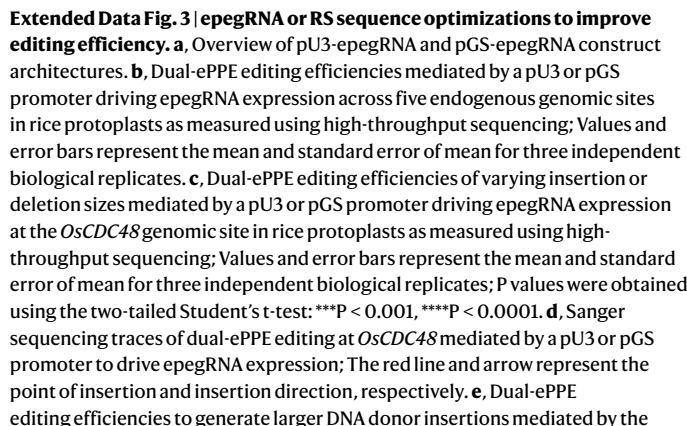 Extended Data Fig. 3 | epegRNA or RS sequence optimizations to improve
editing efficiency. a, Overview of pU3-epegRNA and pGS-epegRNA construct
architectures. b, Dual-ePPE editing efficiencies mediated by a pU3 or pGS
promoter driving epegRNA expression across five endogenous genomic sites
in rice protoplasts as measured using high-throughput sequencing; Values and
error bars represent the mean and standard error of mean for three independent
biological replicates. c, Dual-ePPE editing efficiencies of varying insertion or
deletion sizes mediated by a pU3 or pGS promoter driving epegRNA expression
at the OsCDC48 genomic site in rice protoplasts as measured using high-
throughput sequencing; Values and error bars represent the mean and standard
error of mean for three independent biological replicates; P values were obtained
using the two-tailed Student's t-test: ***P < 0.001, ****P < 0.0001. d, Sanger
sequencing traces of dual-ePPE editing at OsCDC48 mediated by a pU3 or pGS
promoter to drive epegRNA expression; The red line and arrow represent the
point of insertion and insertion direction, respectively. e, Dual-ePPE
editing efficiencies to generate larger DNA donor insertions mediated by the